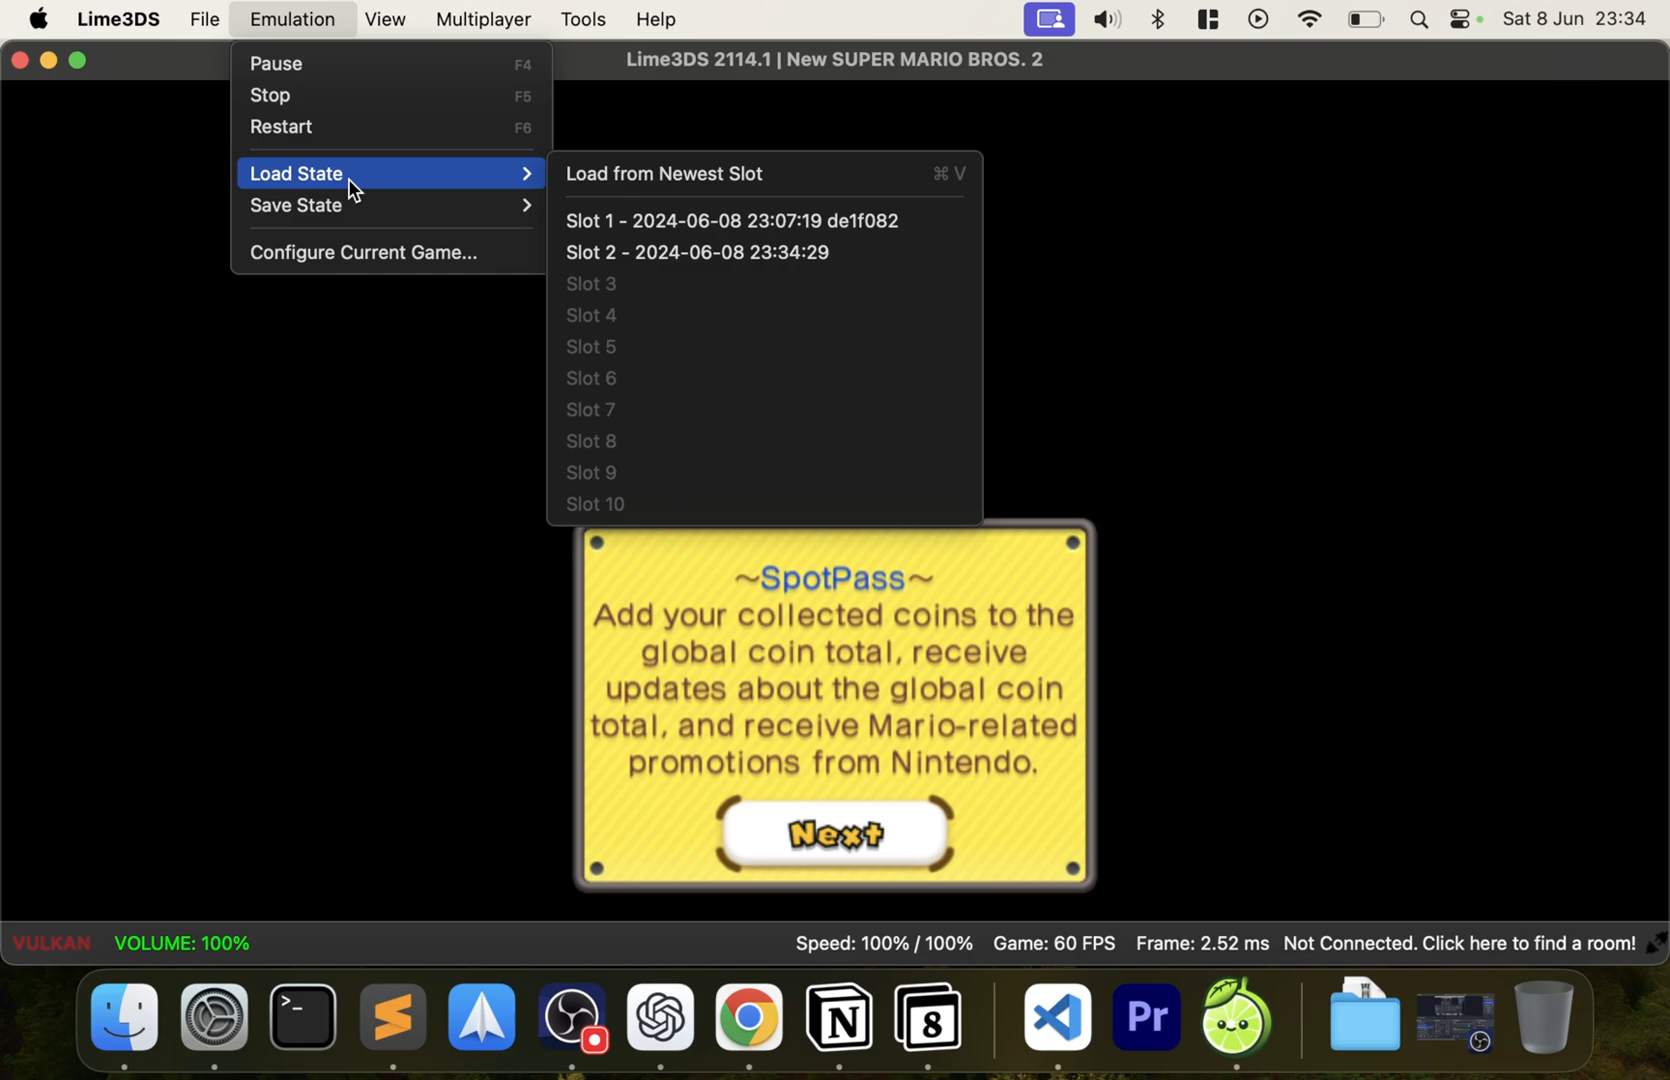 Lime3DS File Emulation View Multiplayer Tools Help Sat 8 Jun 23:34
Lime3DS 2114.1 | New SUPER MARIO BROS. 2
Pause F4
Stop F5
Restart F6
Load State
Save State
Configure Current Game...
Load from Newest Slot ⌘ V
Slot 1 - 2024-06-08 23:07:19 de1f082
Slot 2 - 2024-06-08 23:34:29
Slot 3
Slot 4
Slot 5
Slot 6
Slot 7
Slot 8
Slot 9
Slot 10
~SpotPass~
Add your collected coins to the
global coin total, receive
updates about the global coin
total, and receive Mario-related
promotions from Nintendo.
Next
VULKAN VOLUME: 100% Speed: 100% / 100% Game: 60 FPS Frame: 2.52 ms Not Connected. Click here to find a room!
>_ N 8 Pr